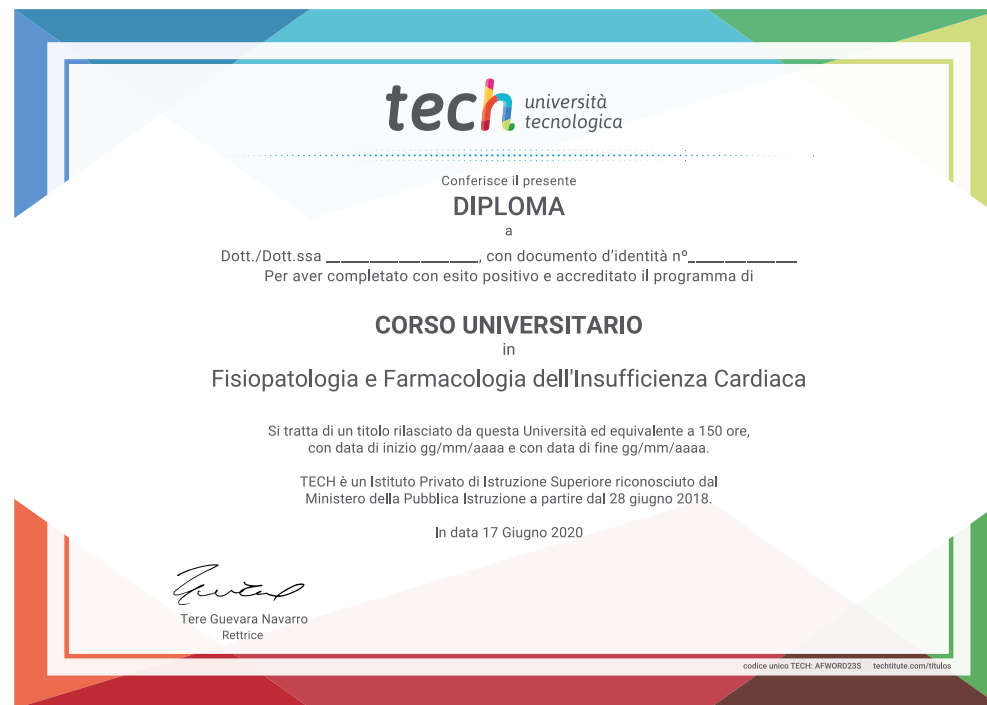 tech università
tecnologica
Conferisce il presente
DIPLOMA
a
Dott./Dott.ssa ____________________, con documento d'identità nº______________
Per aver completato con esito positivo e accreditato il programma di
CORSO UNIVERSITARIO
in
Fisiopatologia e Farmacologia dell'Insufficienza Cardiaca
Si tratta di un titolo rilasciato da questa Università ed equivalente a 150 ore,
con data di inizio gg/mm/aaaa e con data di fine gg/mm/aaaa.
TECH è un Istituto Privato di Istruzione Superiore riconosciuto dal
Ministero della Pubblica Istruzione a partire dal 28 giugno 2018.
In data 17 Giugno 2020
Tere Guevara Navarro
Rettrice
codice unico TECH: AFWORD23S techtitute.com/títulos